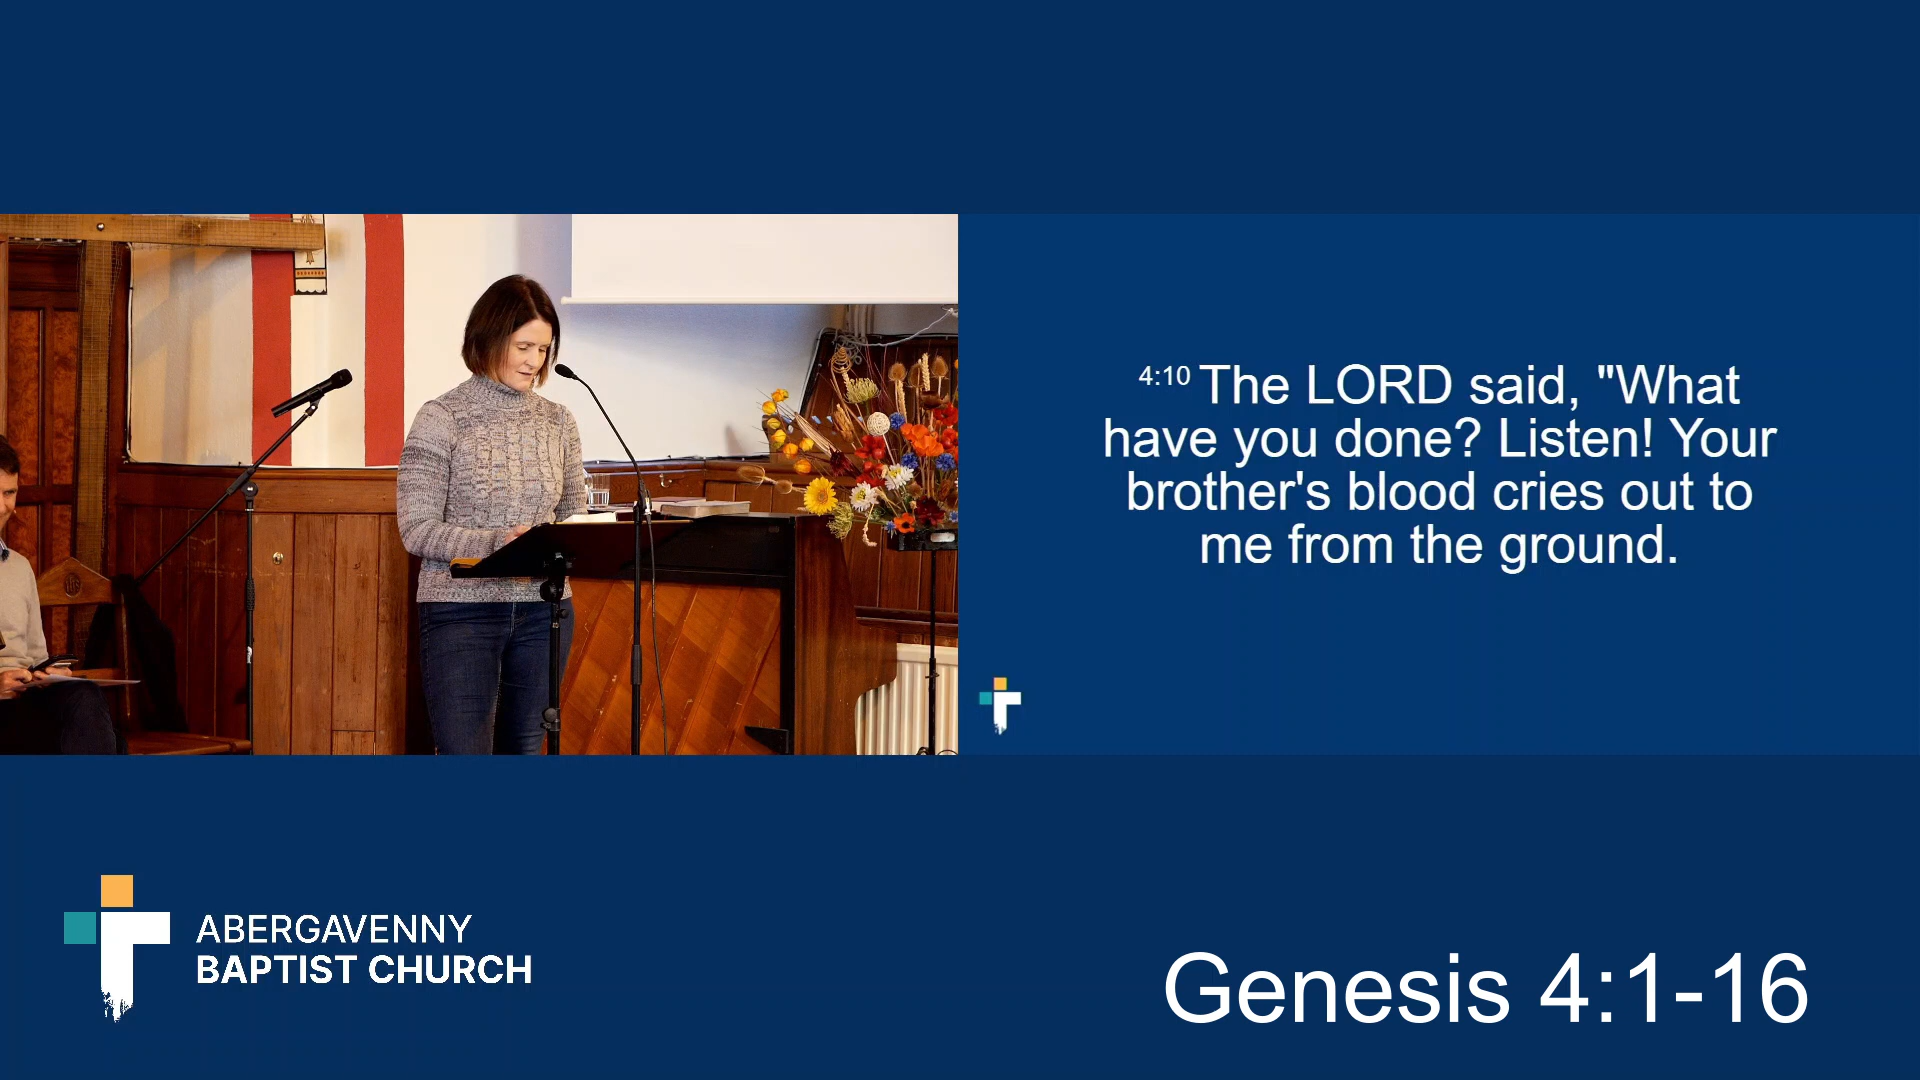 4:10 The LORD said, "What
have you done? Listen! Your
brother's blood cries out to
me from the ground.
ABERGAVENNY
BAPTIST CHURCH
Genesis 4:1-16